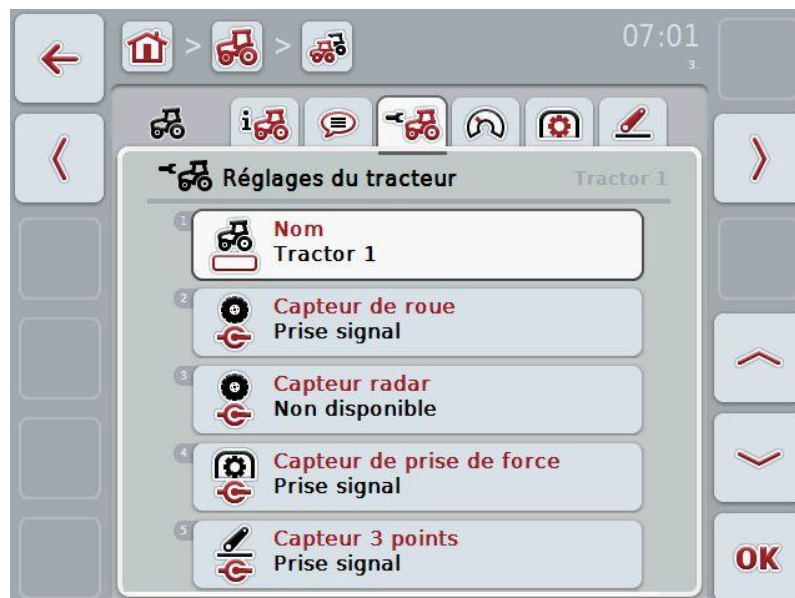 07:01
3.
Réglages du tracteur
Tractor 1
1
Nom
Tractor 1
2
Capteur de roue
Prise signal
3
Capteur radar
Non disponible
4
Capteur de prise de force
Prise signal
5
Capteur 3 points
Prise signal
OK